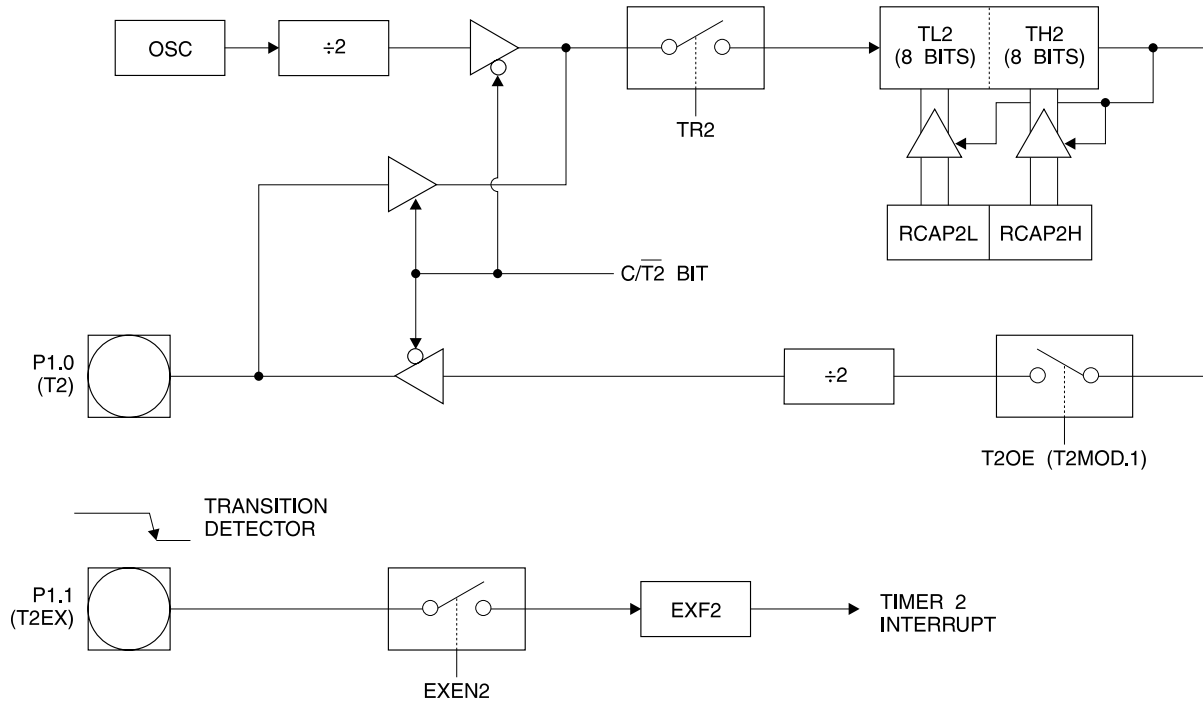 OSC
÷2
TR2
TL2
(8 BITS)
TH2
(8 BITS)
RCAP2L
RCAP2H
C/T̅2̅ BIT
P1.0
(T2)
÷2
T2OE (T2MOD.1)
TRANSITION
DETECTOR
P1.1
(T2EX)
EXEN2
EXF2
TIMER 2
INTERRUPT